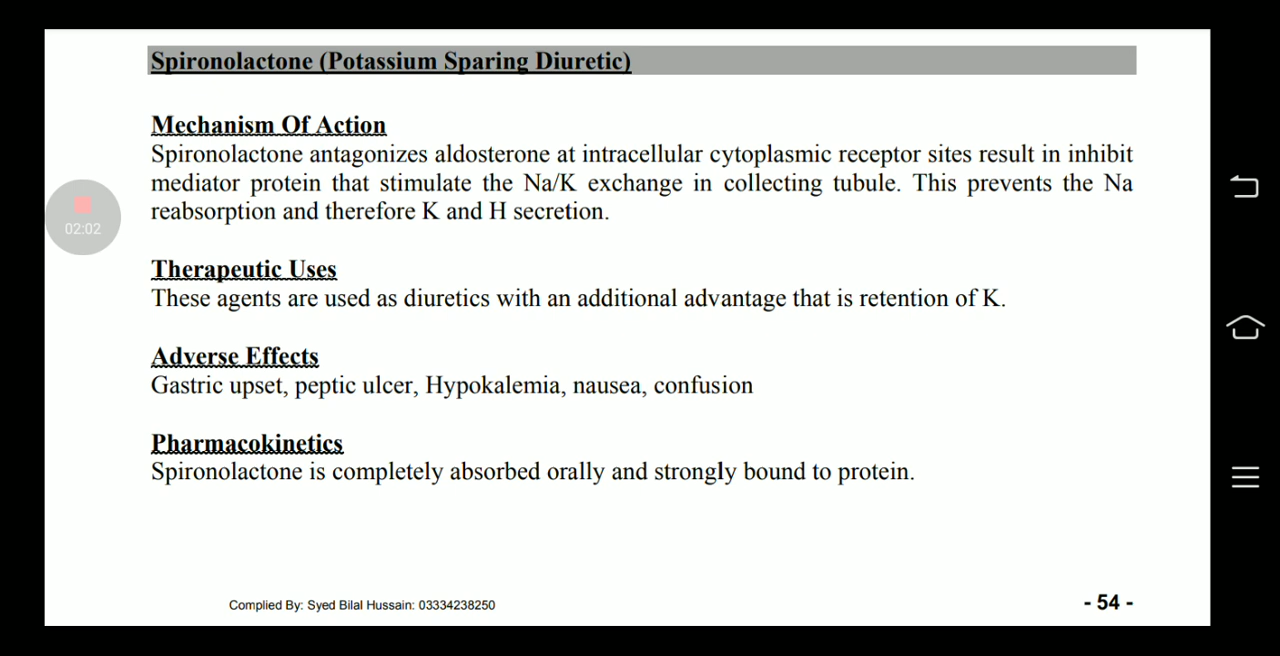 Spironolactone (Potassium Sparing Diuretic)
Mechanism Of Action
Spironolactone antagonizes aldosterone at intracellular cytoplasmic receptor sites result in inhibit
mediator protein that stimulate the Na/K exchange in collecting tubule. This prevents the Na
reabsorption and therefore K and H secretion.
02:02
Therapeutic Uses
These agents are used as diuretics with an additional advantage that is retention of K.
Adverse Effects
Gastric upset, peptic ulcer, Hypokalemia, nausea, confusion
Pharmacokinetics
Spironolactone is completely absorbed orally and strongly bound to protein.
Complied By: Syed Bilal Hussain: 03334238250
- 54 -